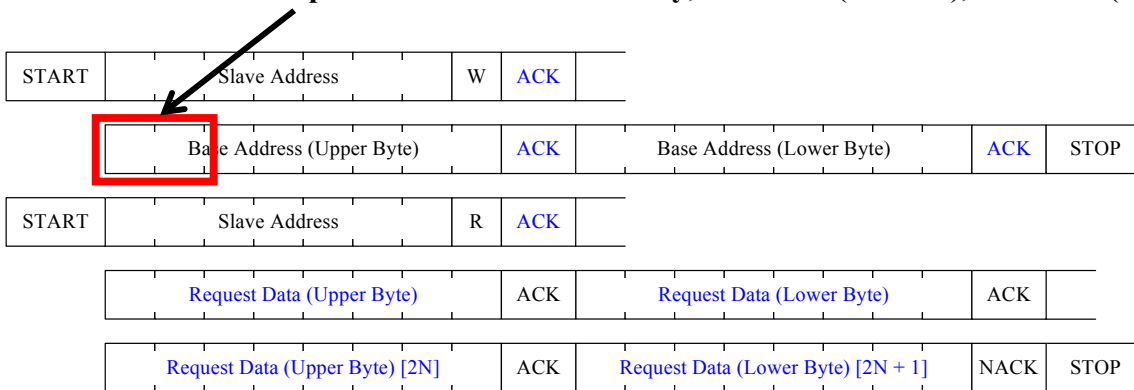 START Slave Address W ACK
Base Address (Upper Byte) ACK Base Address (Lower Byte) ACK STOP
START Slave Address R ACK
Request Data (Upper Byte) ACK Request Data (Lower Byte) ACK
Request Data (Upper Byte) [2N] ACK Request Data (Lower Byte) [2N + 1] NACK STOP